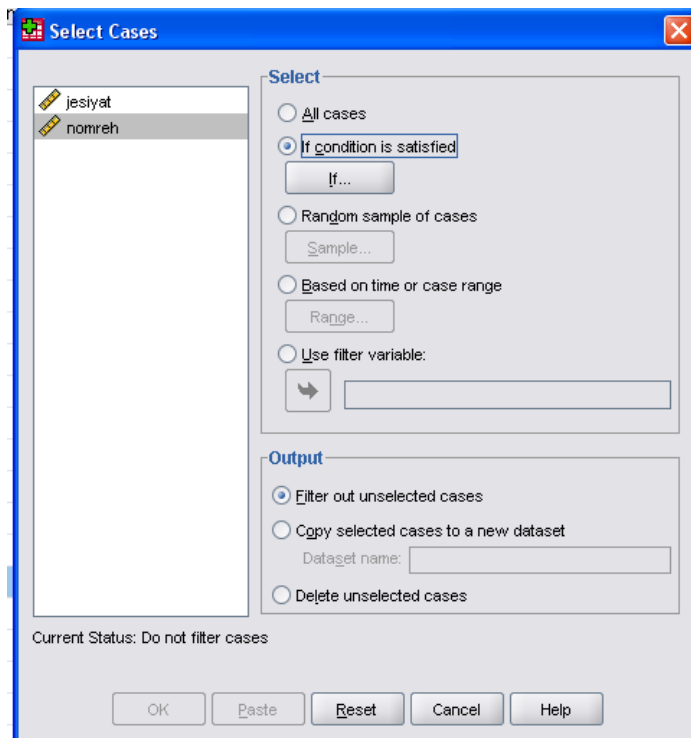 Select Cases
jesiyat
nomreh
Select
All cases
If condition is satisfied
If...
Random sample of cases
Sample...
Based on time or case range
Range...
Use filter variable:
Output
Filter out unselected cases
Copy selected cases to a new dataset
Dataset name:
Delete unselected cases
Current Status: Do not filter cases
OK Paste Reset Cancel Help